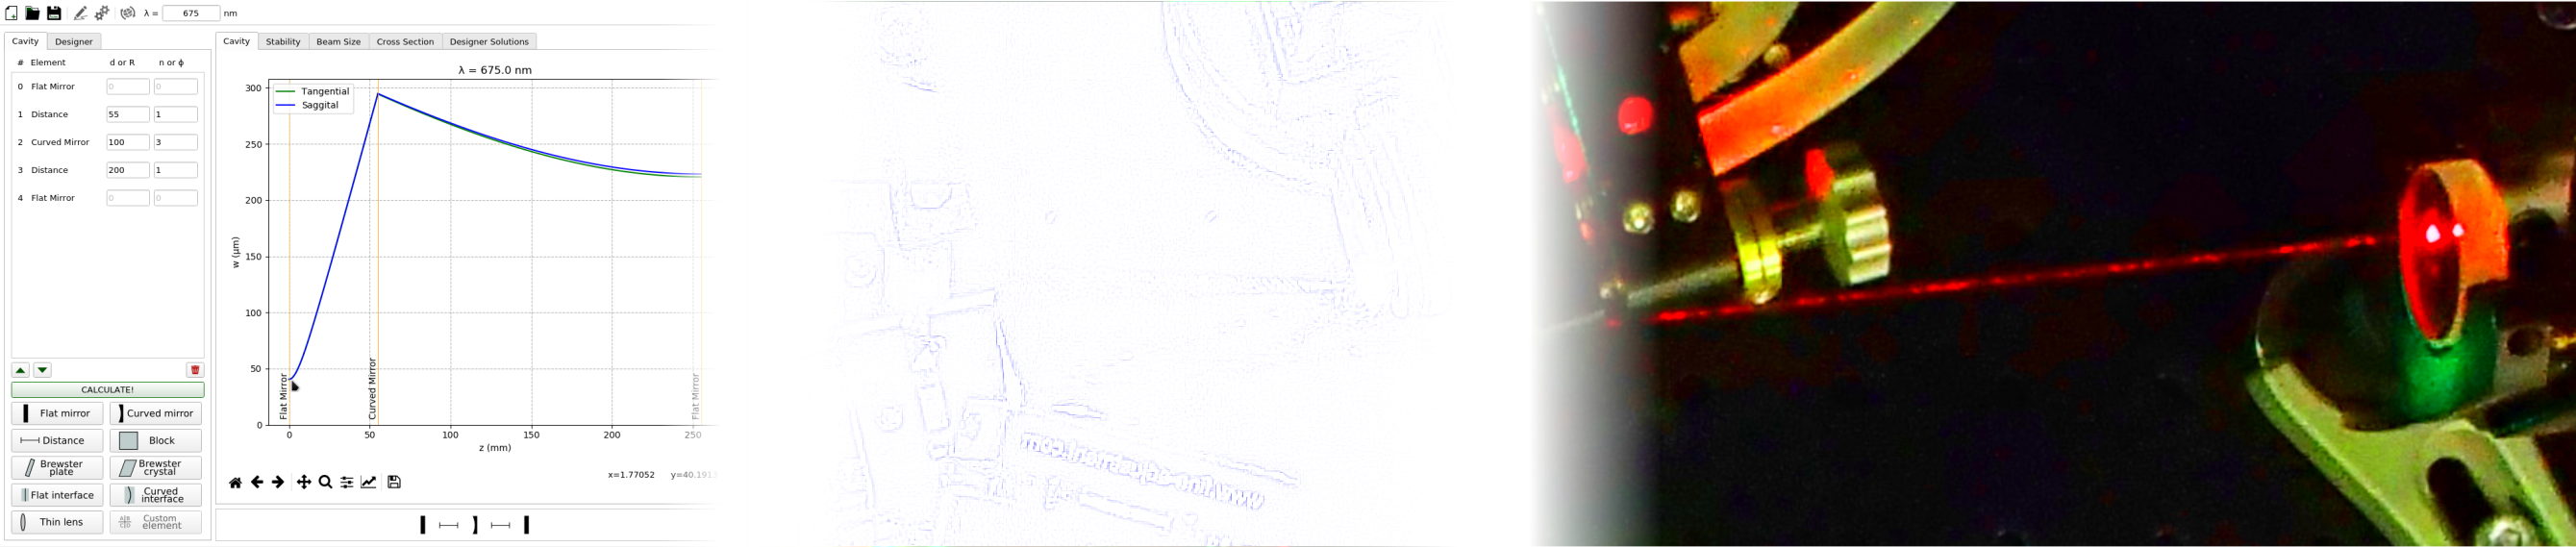 λ = 675 nm
Cavity Designer
# Element d or R n or ϕ
0 Flat Mirror 0 0
1 Distance 55 1
2 Curved Mirror 100 3
3 Distance 200 1
4 Flat Mirror 0 0
CALCULATE!
Flat mirror Curved mirror
Distance Block
Brewster plate Brewster crystal
Flat interface Curved interface
Thin lens Custom element
Cavity Stability Beam Size Cross Section Designer Solutions
λ = 675.0 nm
Tangential
Saggital
300
250
200
150
100
50
0
w (μm)
Flat Mirror
Curved Mirror
Flat Mirror
0 50 100 150 200 250
z (mm)
x=1.77052 y=40.191